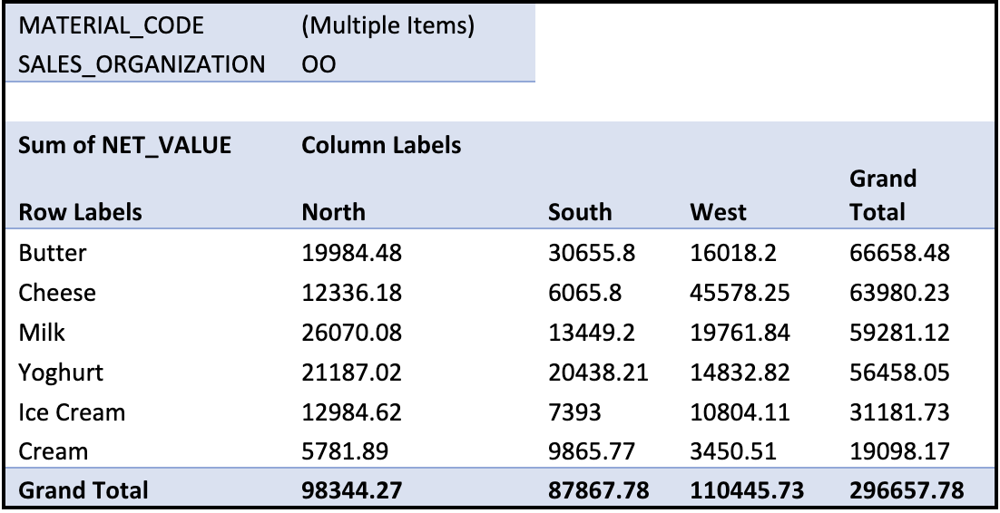 MATERIAL_CODE (Multiple Items)
SALES_ORGANIZATION OO
Sum of NET_VALUE Column Labels
Row Labels North South West Grand Total
Butter 19984.48 30655.8 16018.2 66658.48
Cheese 12336.18 6065.8 45578.25 63980.23
Milk 26070.08 13449.2 19761.84 59281.12
Yoghurt 21187.02 20438.21 14832.82 56458.05
Ice Cream 12984.62 7393 10804.11 31181.73
Cream 5781.89 9865.77 3450.51 19098.17
Grand Total 98344.27 87867.78 110445.73 296657.78